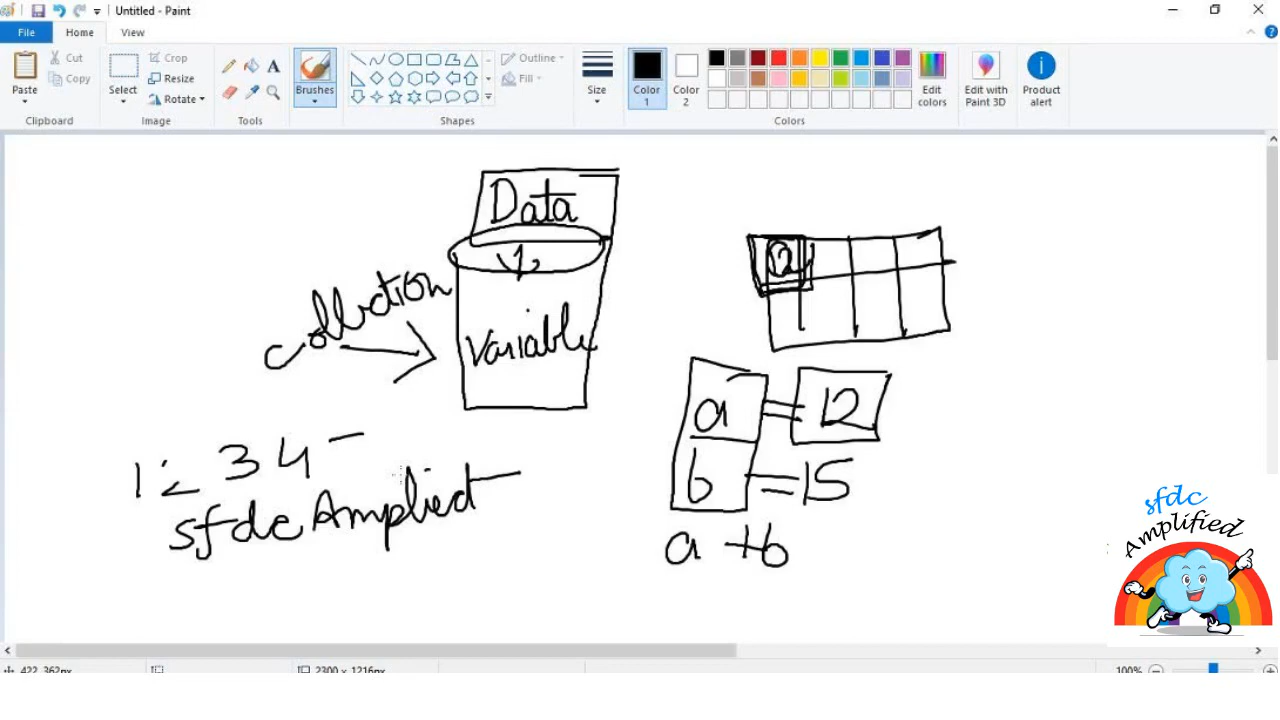 Untitled - Paint
File Home View
Paste
Cut
Copy
Clipboard
Select
Crop
Resize
Rotate
Image
Tools
Brushes
Shapes
Outline
Fill
Size
Color 1
Color 2
Colors
Edit colors
Edit with Paint 3D
Product alert
Data
Variable
Collection
1 2 3 4
sfdc Amplied
a = 12
b = 15
a + b
sfdc
Amplified
422, 362px
2300 × 1216px
100%